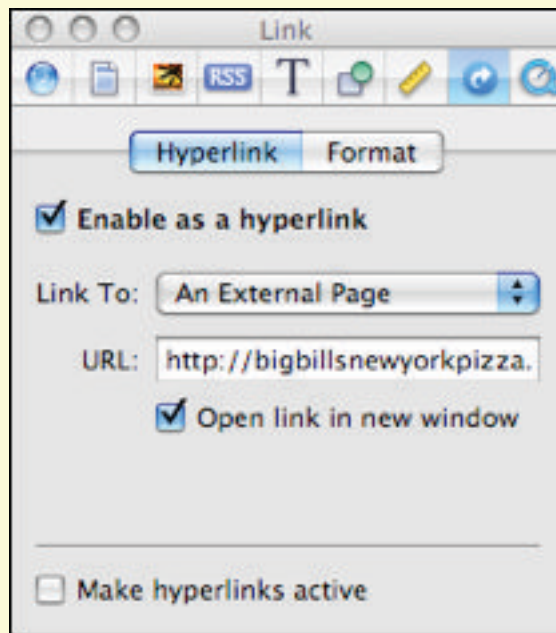 Link
RSS T
Hyperlink Format
Enable as a hyperlink
Link To: An External Page
URL: http://bigbillsnewyorkpizza.
Open link in new window
Make hyperlinks active